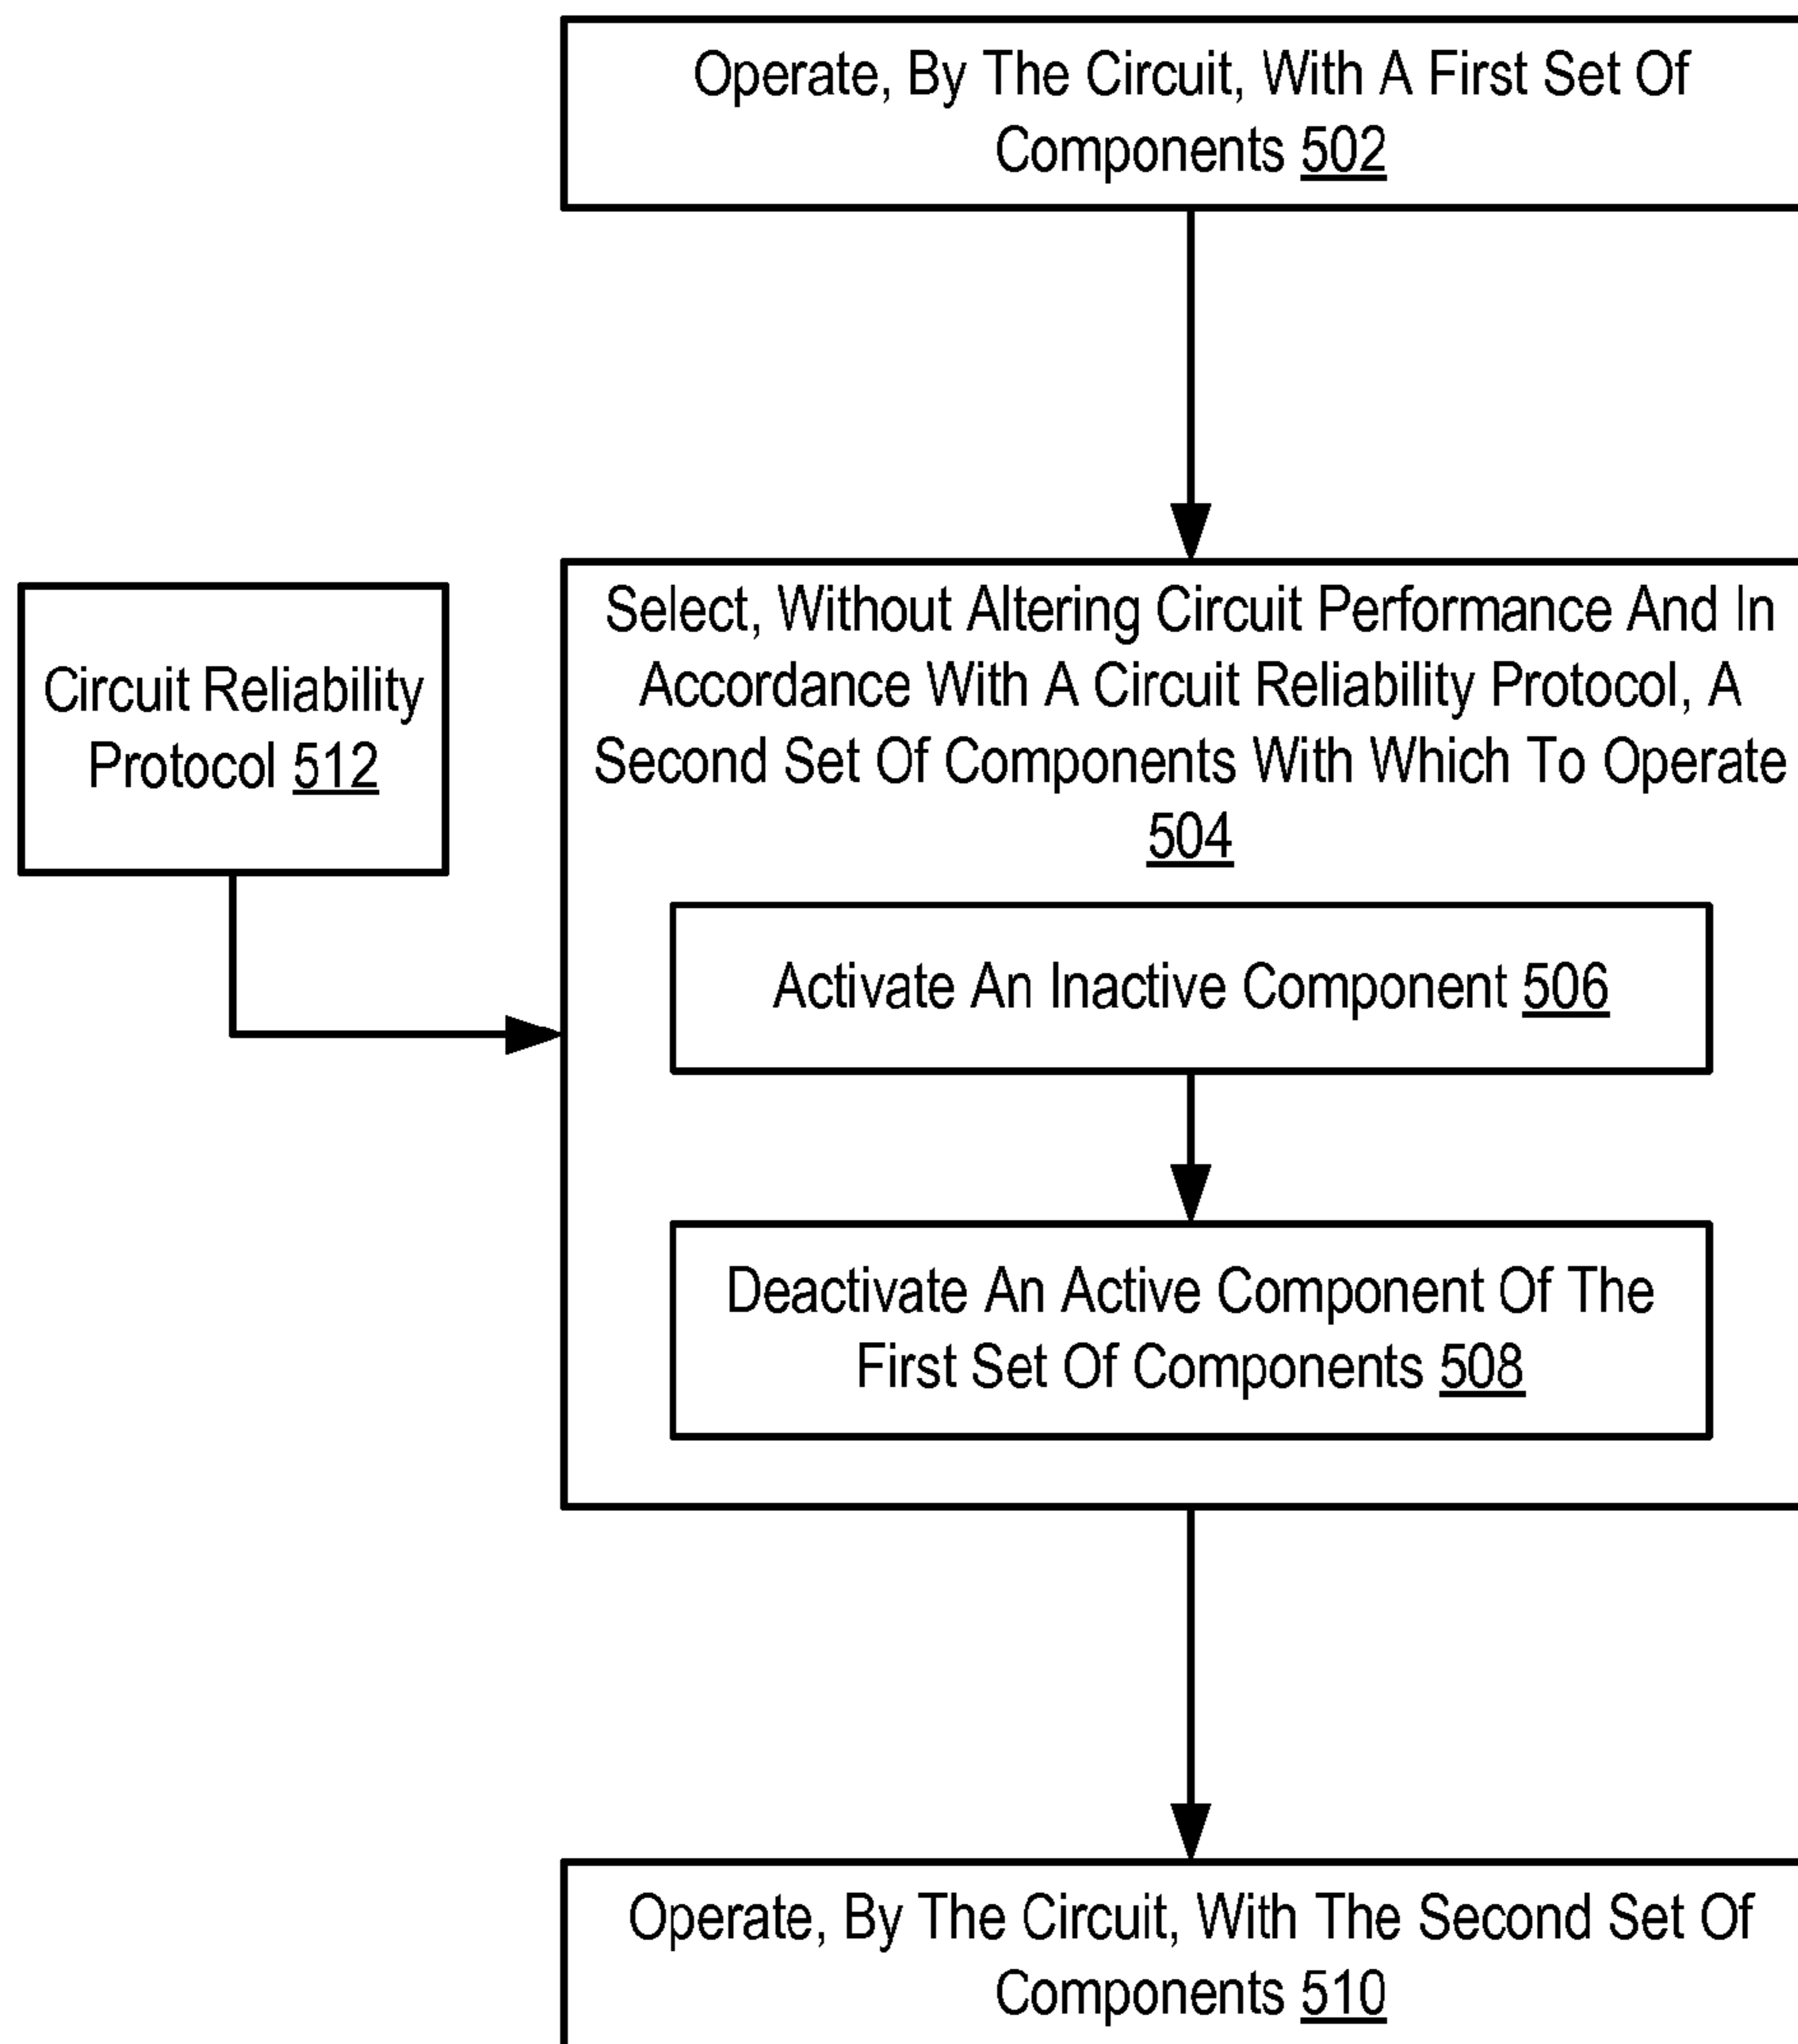 Operate, By The Circuit, With A First Set Of
Components 502
Select, Without Altering Circuit Performance And In
Accordance With A Circuit Reliability Protocol, A
Second Set Of Components With Which To Operate
504
Circuit Reliability
Protocol 512
Activate An Inactive Component 506
Deactivate An Active Component Of The
First Set Of Components 508
Operate, By The Circuit, With The Second Set Of
Components 510